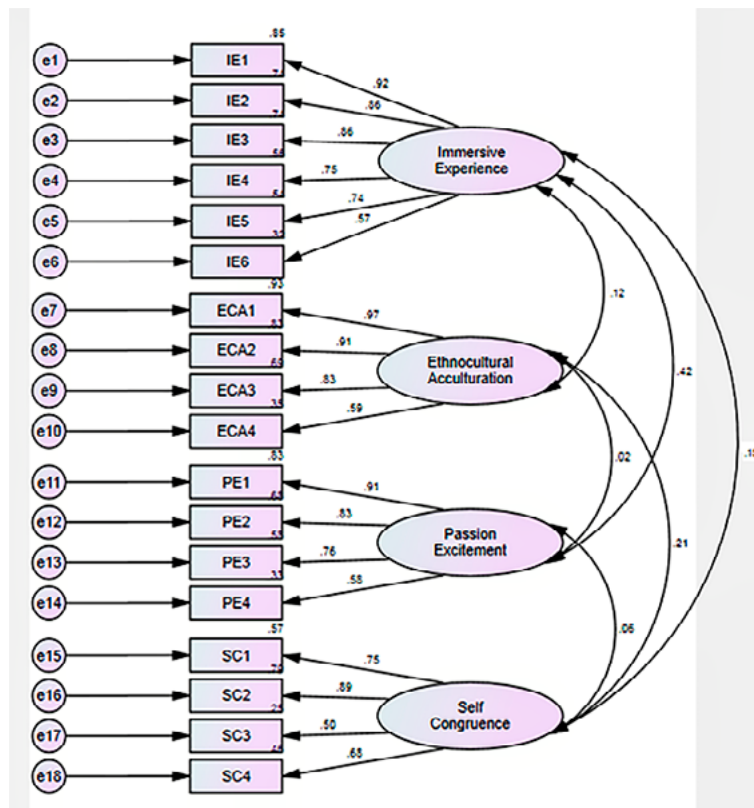 .85
e1 IE1
.92
e2 IE2
.86
e3 IE3
.86
Immersive
Experience
e4 IE4
.75
e5 IE5
.74
e6 IE6
.57
.93
.12
e7 ECA1
.97
e8 ECA2
.91
Ethnocultural
Acculturation
e9 ECA3
.83
.42
e10 ECA4
.59
.83
.02
.1
e11 PE1
.91
e12 PE2
.83
Passion
Excitement
e13 PE3
.76
.21
e14 PE4
.58
.57
.06
e15 SC1
.75
e16 SC2
.89
Self
Congruence
e17 SC3
.50
e18 SC4
.68